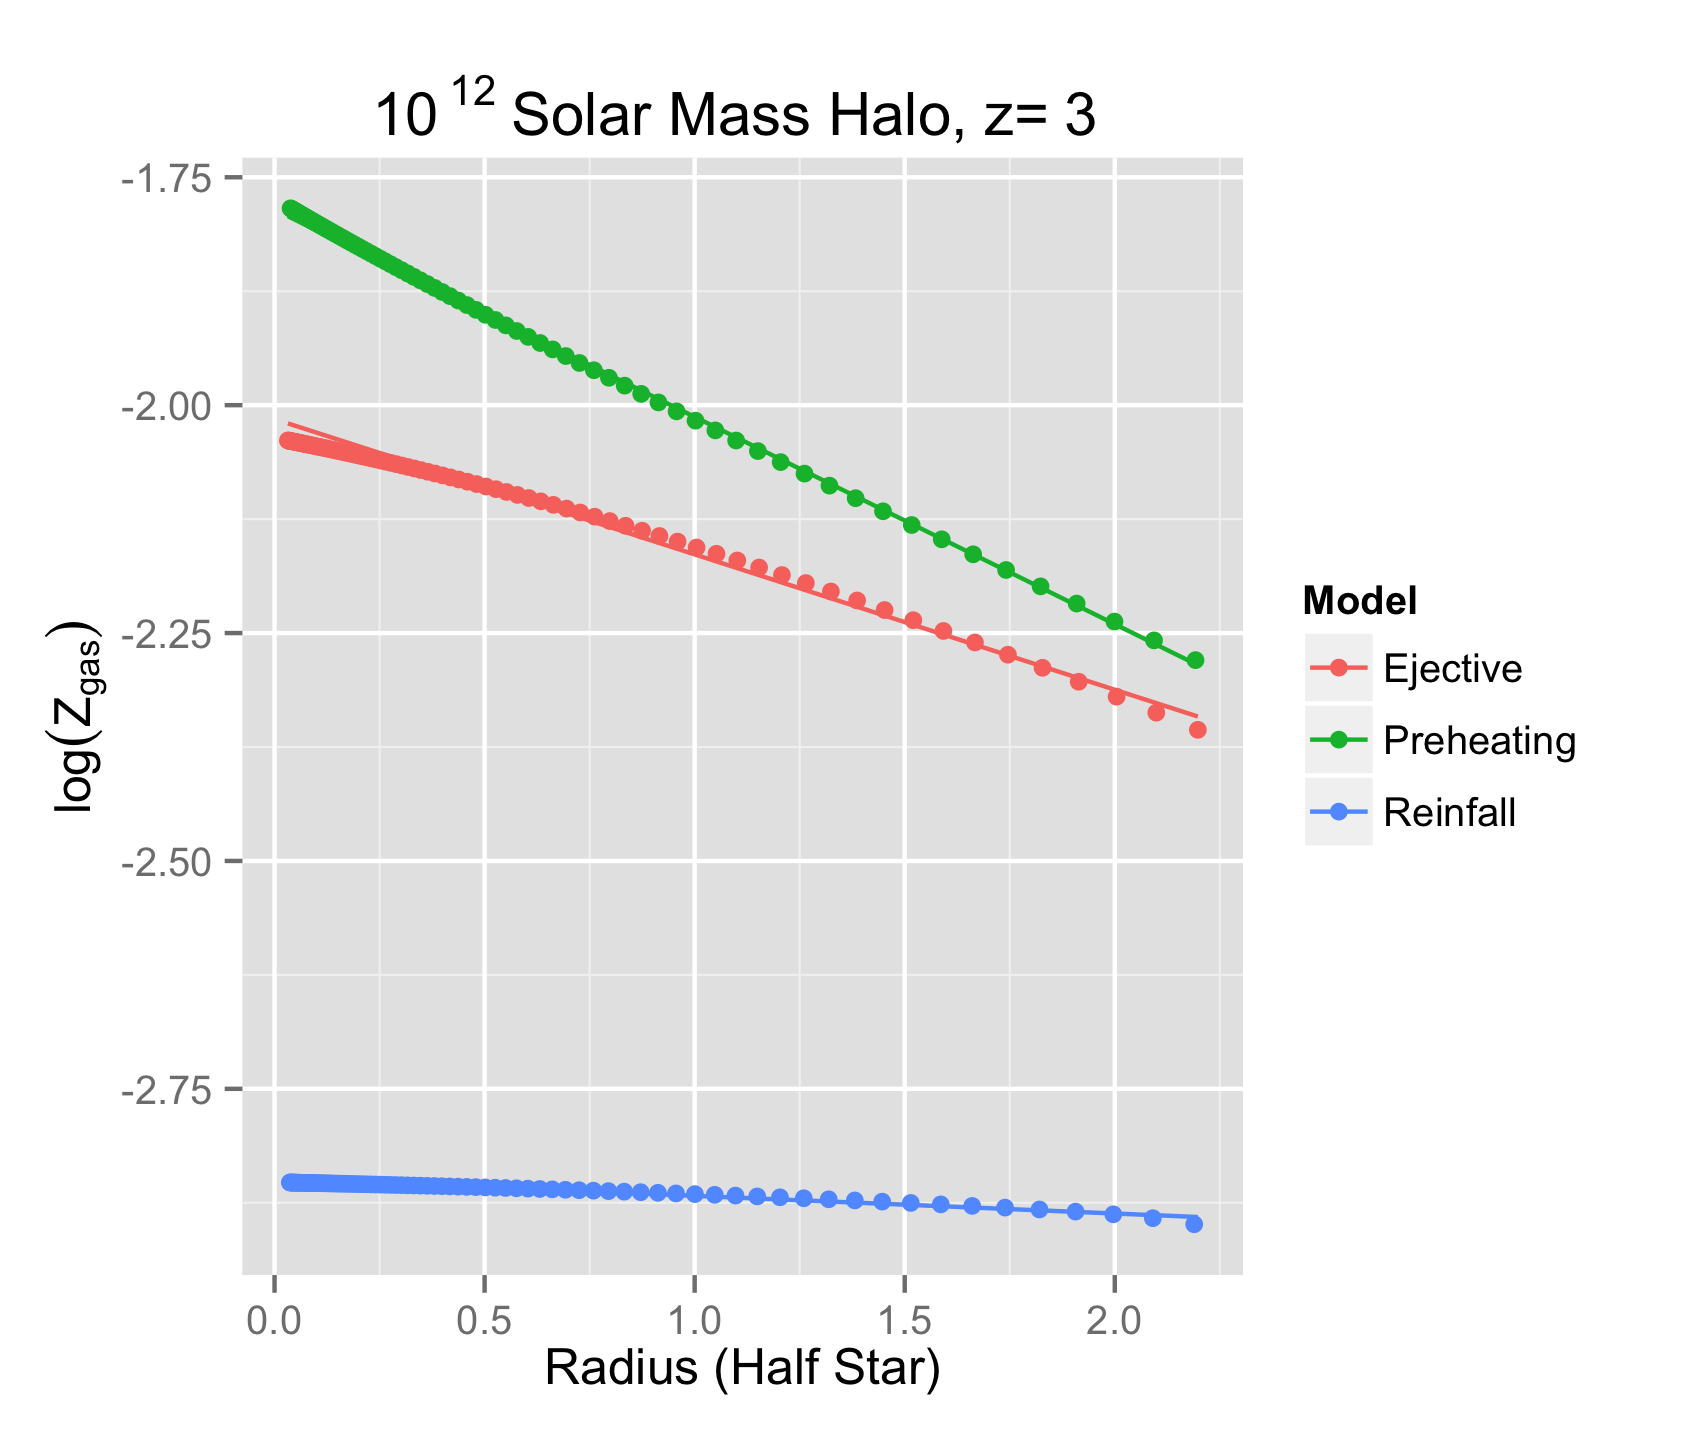 10^12 Solar Mass Halo, z= 3
-1.75
-2.00
-2.25
-2.50
-2.75
log(Z_gas)
0.0 0.5 1.0 1.5 2.0
Radius (Half Star)
Model
Ejective
Preheating
Reinfall